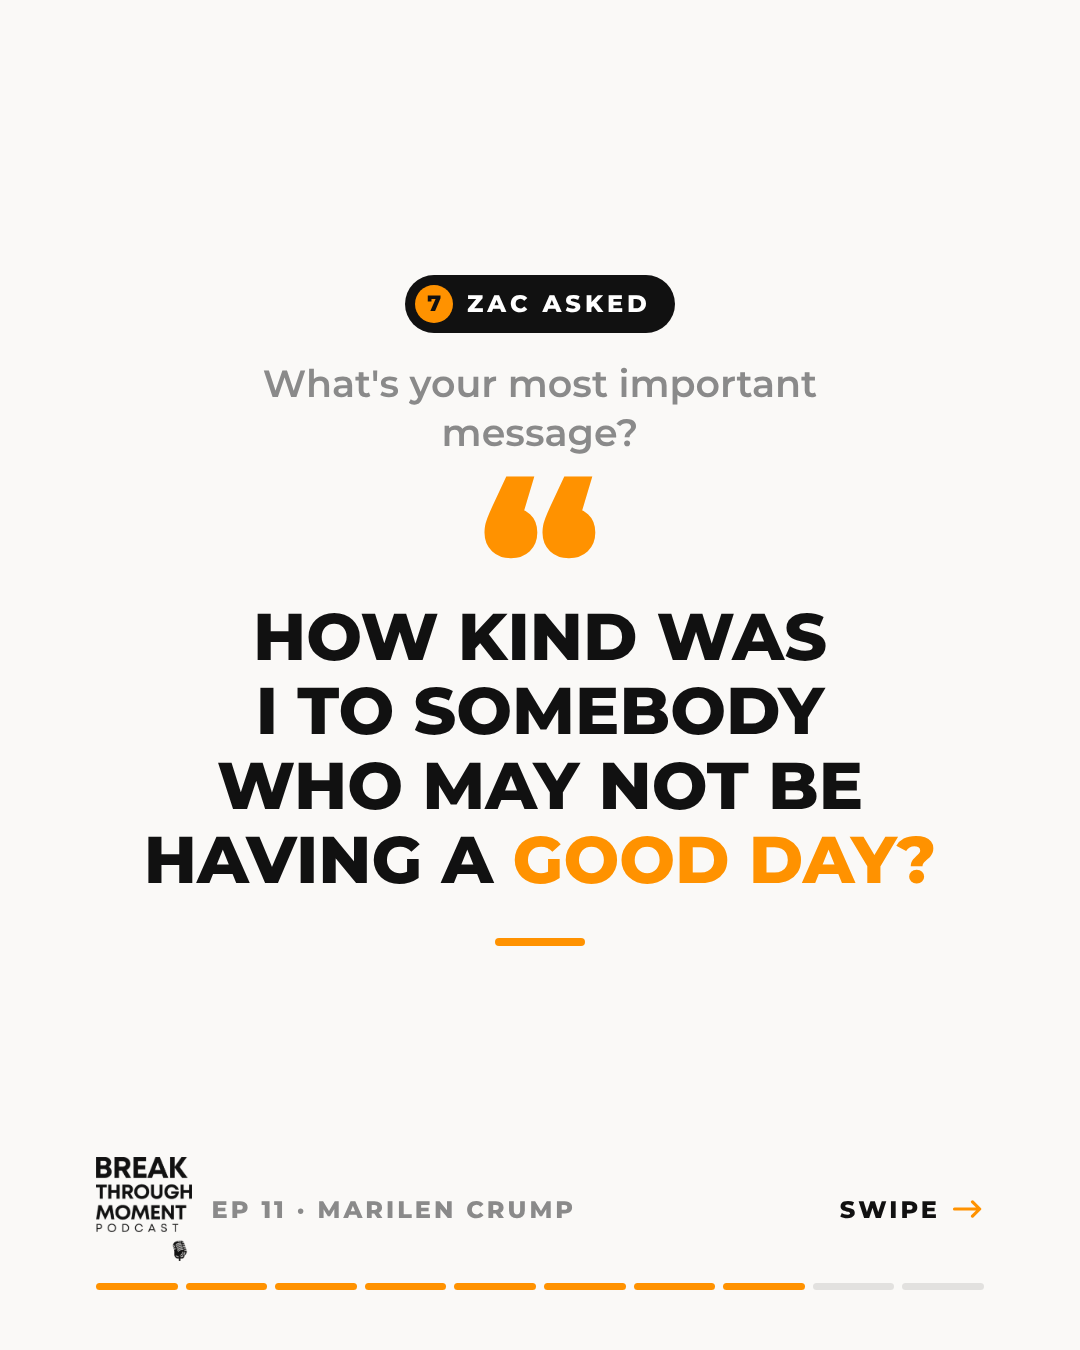 7 ZAC ASKED
What's your most important
message?
“
HOW KIND WAS
I TO SOMEBODY
WHO MAY NOT BE
HAVING A GOOD DAY?
BREAK
THROUGH
MOMENT
PODCAST
EP 11 • MARILEN CRUMP
SWIPE →